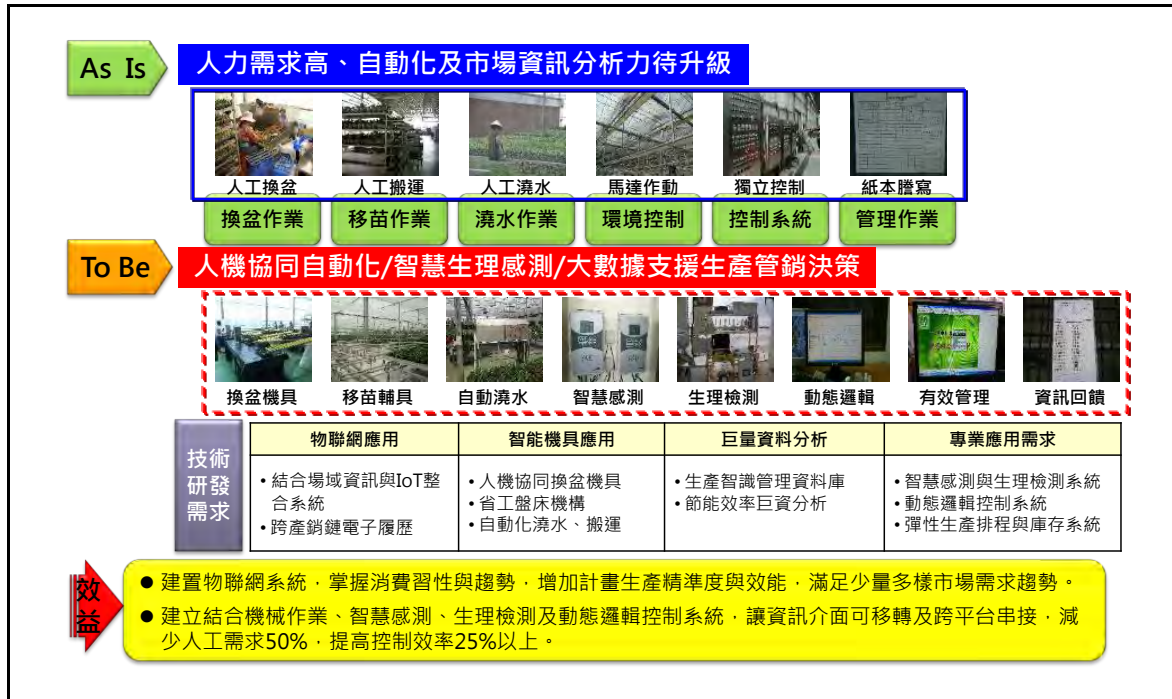 As Is
人力需求高、自動化及市場資訊分析力待升級
人工換盆
人工搬運
人工澆水
馬達作動
獨立控制
紙本謄寫
換盆作業
移苗作業
澆水作業
環境控制
控制系統
管理作業
To Be
人機協同自動化/智慧生理感測/大數據支援生產管銷決策
換盆機具
移苗輔具
自動澆水
智慧感測
生理檢測
動態邏輯
有效管理
資訊回饋
技術
研發
需求
物聯網應用
智能機具應用
巨量資料分析
專業應用需求
•結合場域資訊與IoT整
合系統
•跨產銷鏈電子履歷
•人機協同換盆機具
•省工盤床機構
•自動化澆水、搬運
•生產智識管理資料庫
•節能效率巨資分析
•智慧感測與生理檢測系統
•動態邏輯控制系統
•彈性生產排程與庫存系統
效
益
● 建置物聯網系統，掌握消費習性與趨勢，增加計畫生產精準度與效能，滿足少量多樣市場需求趨勢。
● 建立結合機械作業、智慧感測、生理檢測及動態邏輯控制系統，讓資訊介面可移轉及跨平台串接，減
少人工需求50%，提高控制效率25%以上。